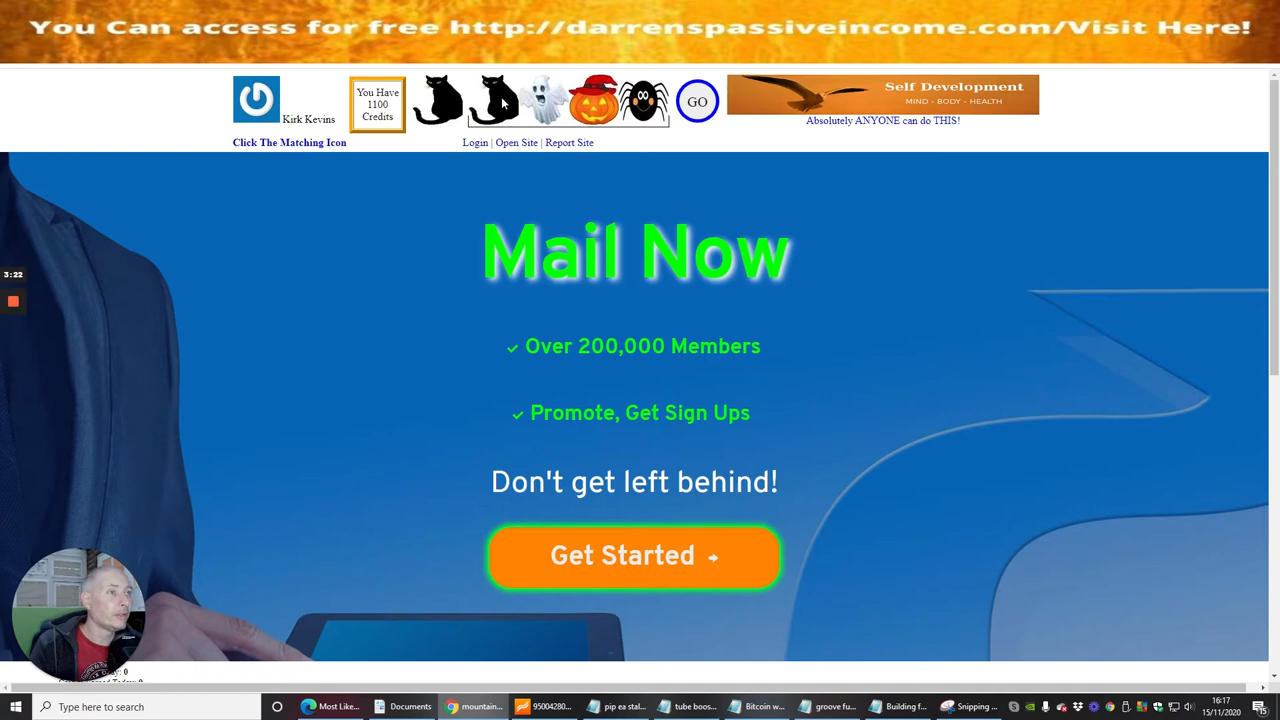 You Can access for free http://darrenspassiveincome.com/Visit Here!
Kirk Kevins
You Have
1100
Credits
GO
Self Development
MIND - BODY - HEALTH
Absolutely ANYONE can do THIS!
Click The Matching Icon
Login | Open Site | Report Site
Mail Now
3:22
✓ Over 200,000 Members
✓ Promote, Get Sign Ups
Don't get left behind!
Get Started →
Type here to search
Most Like...
Documents
mountain...
95004280...
pip ea stal...
tube boos...
Bitcoin w...
groove fu...
Building f...
Snipping ...
16:17
15/11/2020
15